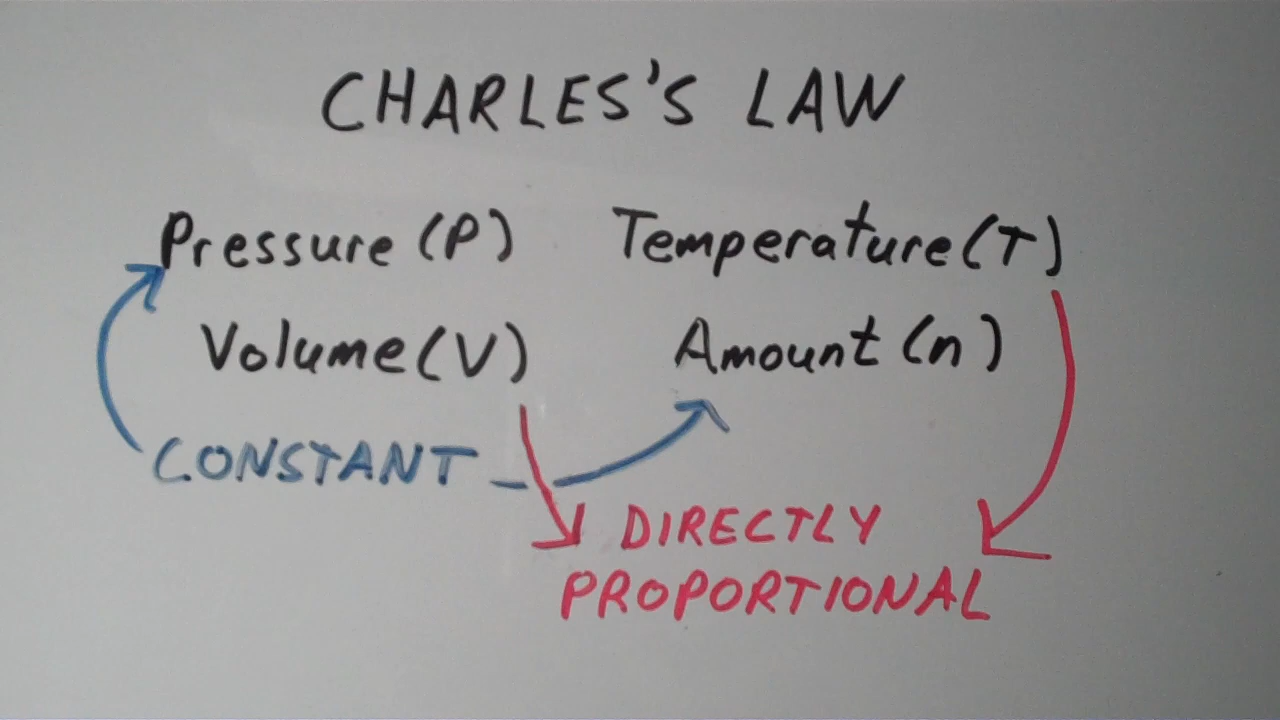 CHARLES'S LAW
Pressure (P) Temperature (T)
Volume (V) Amount (n)
CONSTANT
DIRECTLY
PROPORTIONAL